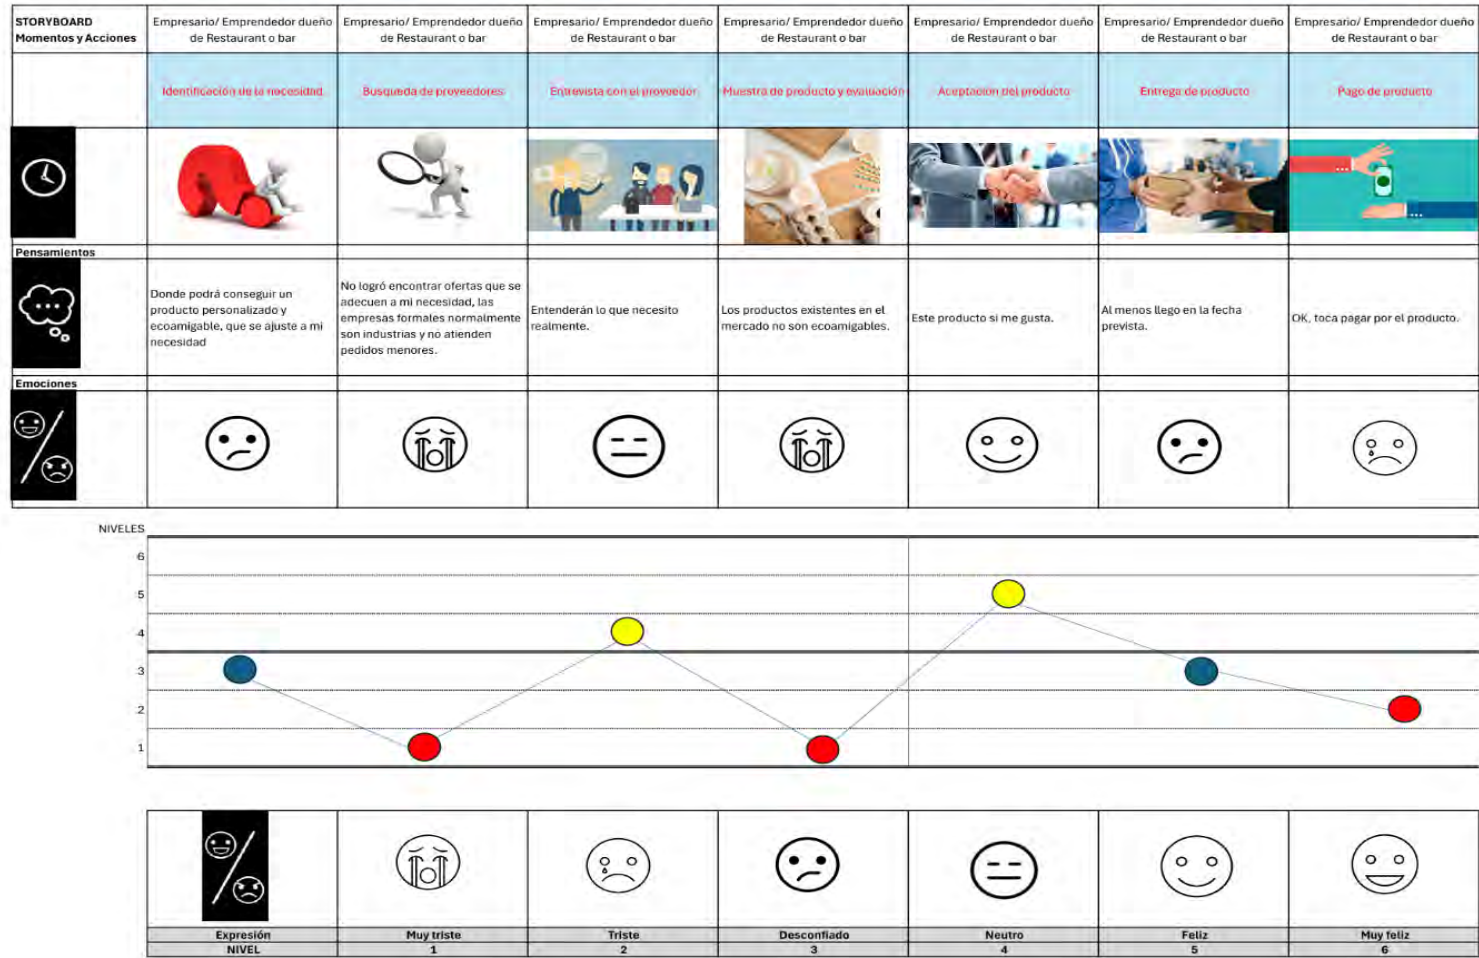 STORYBOARD
Momentos y Acciones
Empresario/ Emprendedor dueño
de Restaurant o bar
Empresario/ Emprendedor dueño
de Restaurant o bar
Empresario/ Emprendedor dueño
de Restaurant o bar
Empresario/ Emprendedor dueño
de Restaurant o bar
Empresario/ Emprendedor dueño
de Restaurant o bar
Empresario/ Emprendedor dueño
de Restaurant o bar
Empresario/ Emprendedor dueño
de Restaurant o bar
Identificación de la necesidad
Busqueda de proveedores
Entrevista con el proveedor
Muestra de producto y evaluación
Aceptación del producto
Entrega de producto
Pago de producto
Pensamientos
Donde podrá conseguir un
producto personalizado y
ecoamigable, que se ajuste a mi
necesidad
No logró encontrar ofertas que se
adecuen a mi necesidad, las
empresas formales normalmente
son industrias y no atienden
pedidos menores.
Entenderán lo que necesito
realmente.
Los productos existentes en el
mercado no son ecoamigables.
Este producto si me gusta.
Al menos llego en la fecha
prevista.
OK, toca pagar por el producto.
Emociones
NIVELES
6
5
4
3
2
1
Expresión
Muy triste
Triste
Desconfiado
Neutro
Feliz
Muy feliz
NIVEL
1
2
3
4
5
6